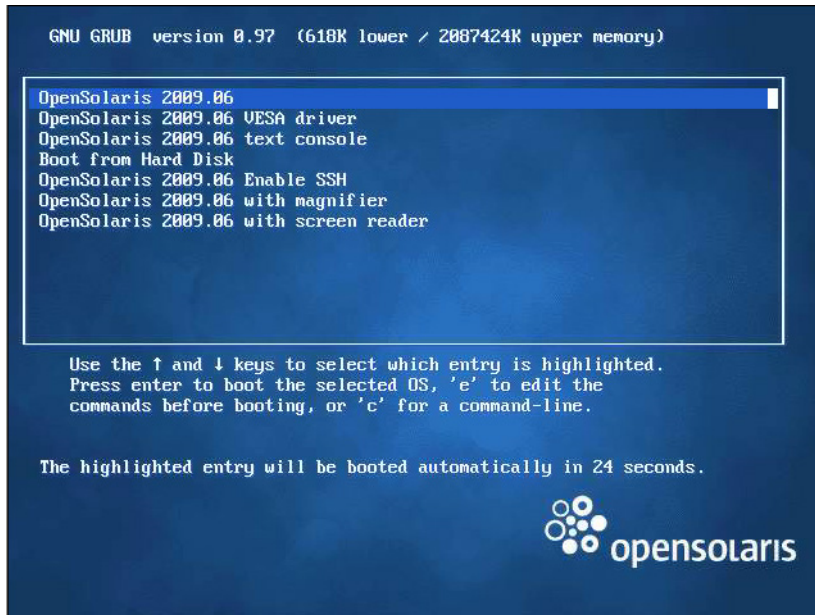 GNU GRUB version 0.97 (618K lower / 2087424K upper memory)
OpenSolaris 2009.06
OpenSolaris 2009.06 VESA driver
OpenSolaris 2009.06 text console
Boot from Hard Disk
OpenSolaris 2009.06 Enable SSH
OpenSolaris 2009.06 with magnifier
OpenSolaris 2009.06 with screen reader
Use the ↑ and ↓ keys to select which entry is highlighted.
Press enter to boot the selected OS, 'e' to edit the
commands before booting, or 'c' for a command-line.
The highlighted entry will be booted automatically in 24 seconds.
opensolaris